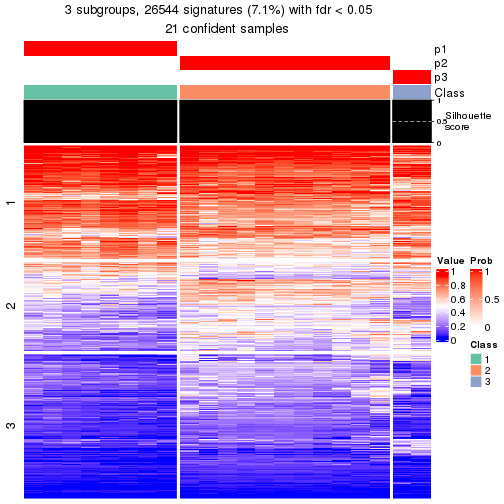 3 subgroups, 26544 signatures (7.1%) with fdr < 0.05
21 confident samples
p1
p2
p3
Class
1
0.5
0
Silhouette
score
1
2
3
Value
1
0.8
0.6
0.4
0.2
0
Prob
1
0.5
0
Class
1
2
3